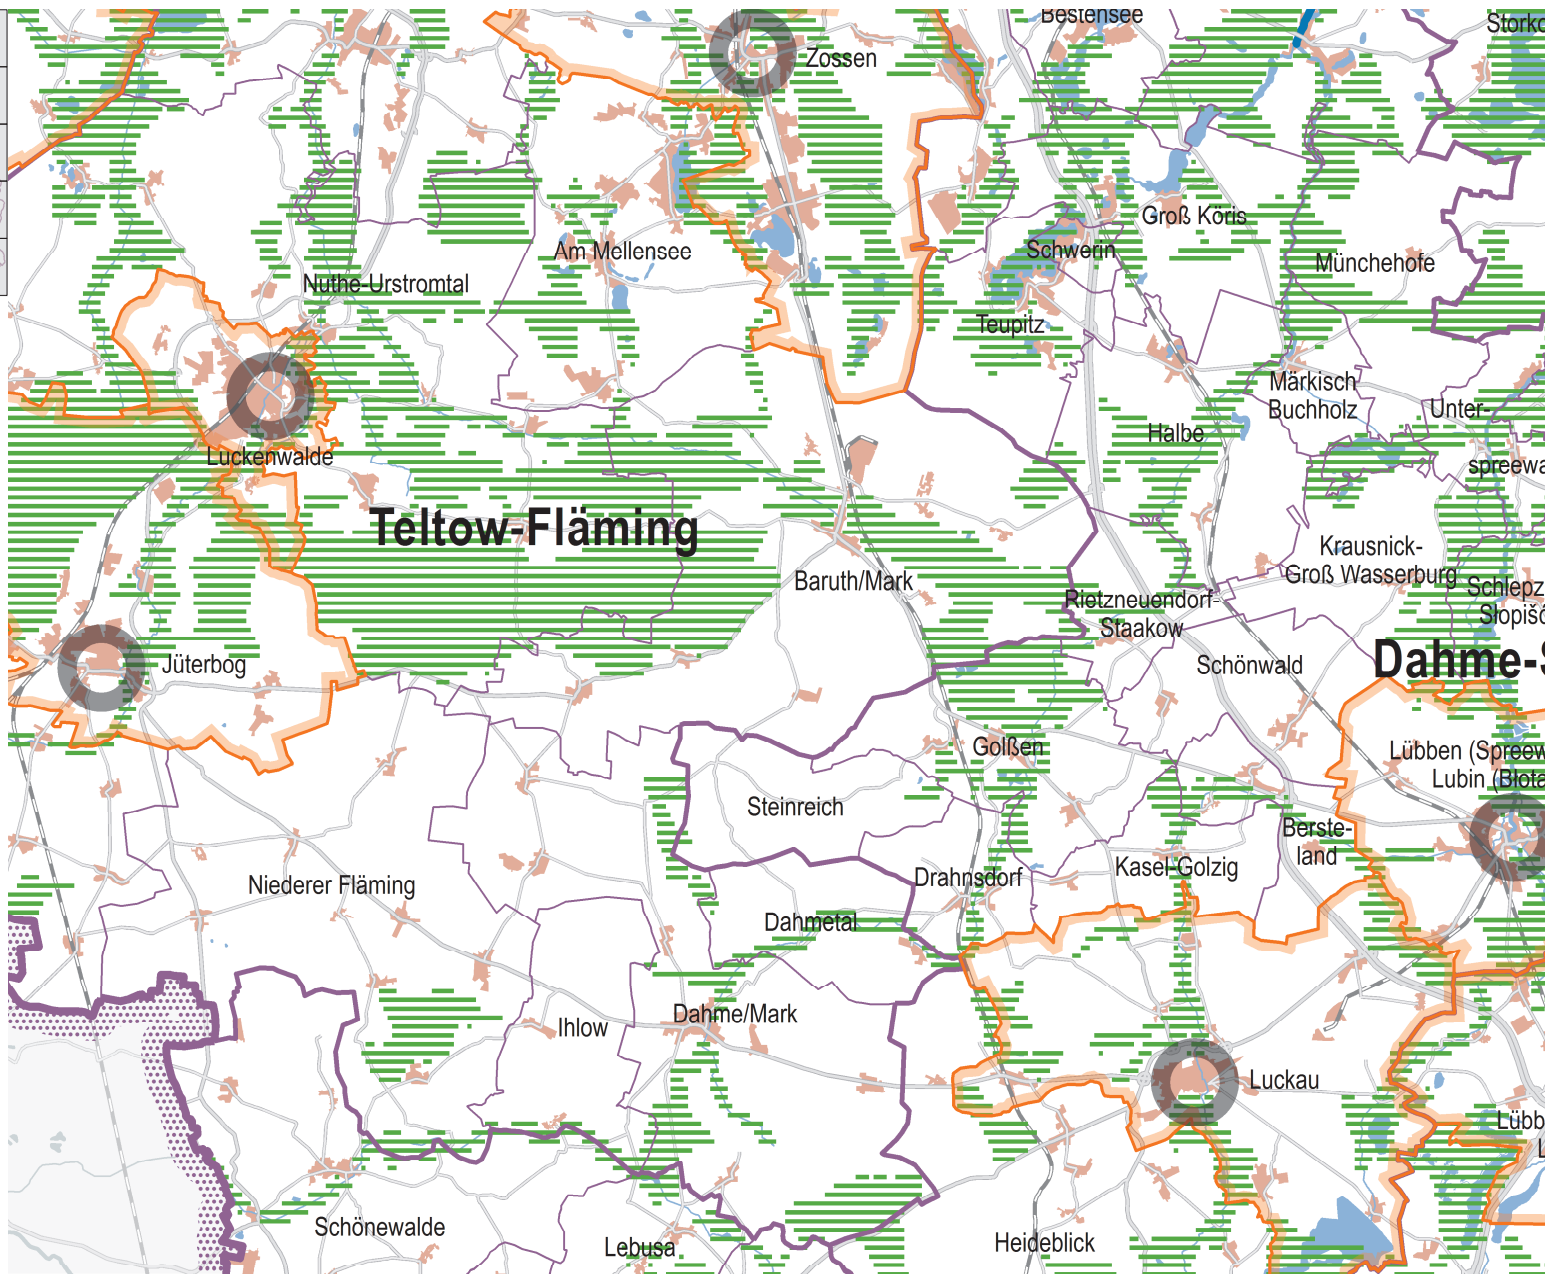 Bestensee
Storko
Zossen
Groß Köris
Am Mellensee
Schwerin
Münchehofe
Nuthe-Urstromtal
Teupitz
Märkisch
Buchholz
Unter-
Halbe
Luckenwalde
spreewa
Teltow-Fläming
Krausnick-
Groß Wasserburg
Baruth/Mark
Schlepz
Słopišć
Rietzneuendorf-
Staakow
Jüterbog
Schönwald
Dahme-S
Golßen
Lübben (Spreew
Lubin (Błota
Steinreich
Berste-
land
Kasel-Golzig
Drahnsdorf
Niederer Fläming
Dahmetal
Dahme/Mark
Ihlow
Luckau
Lübb
L
Schönewalde
Lebusa
Heideblick